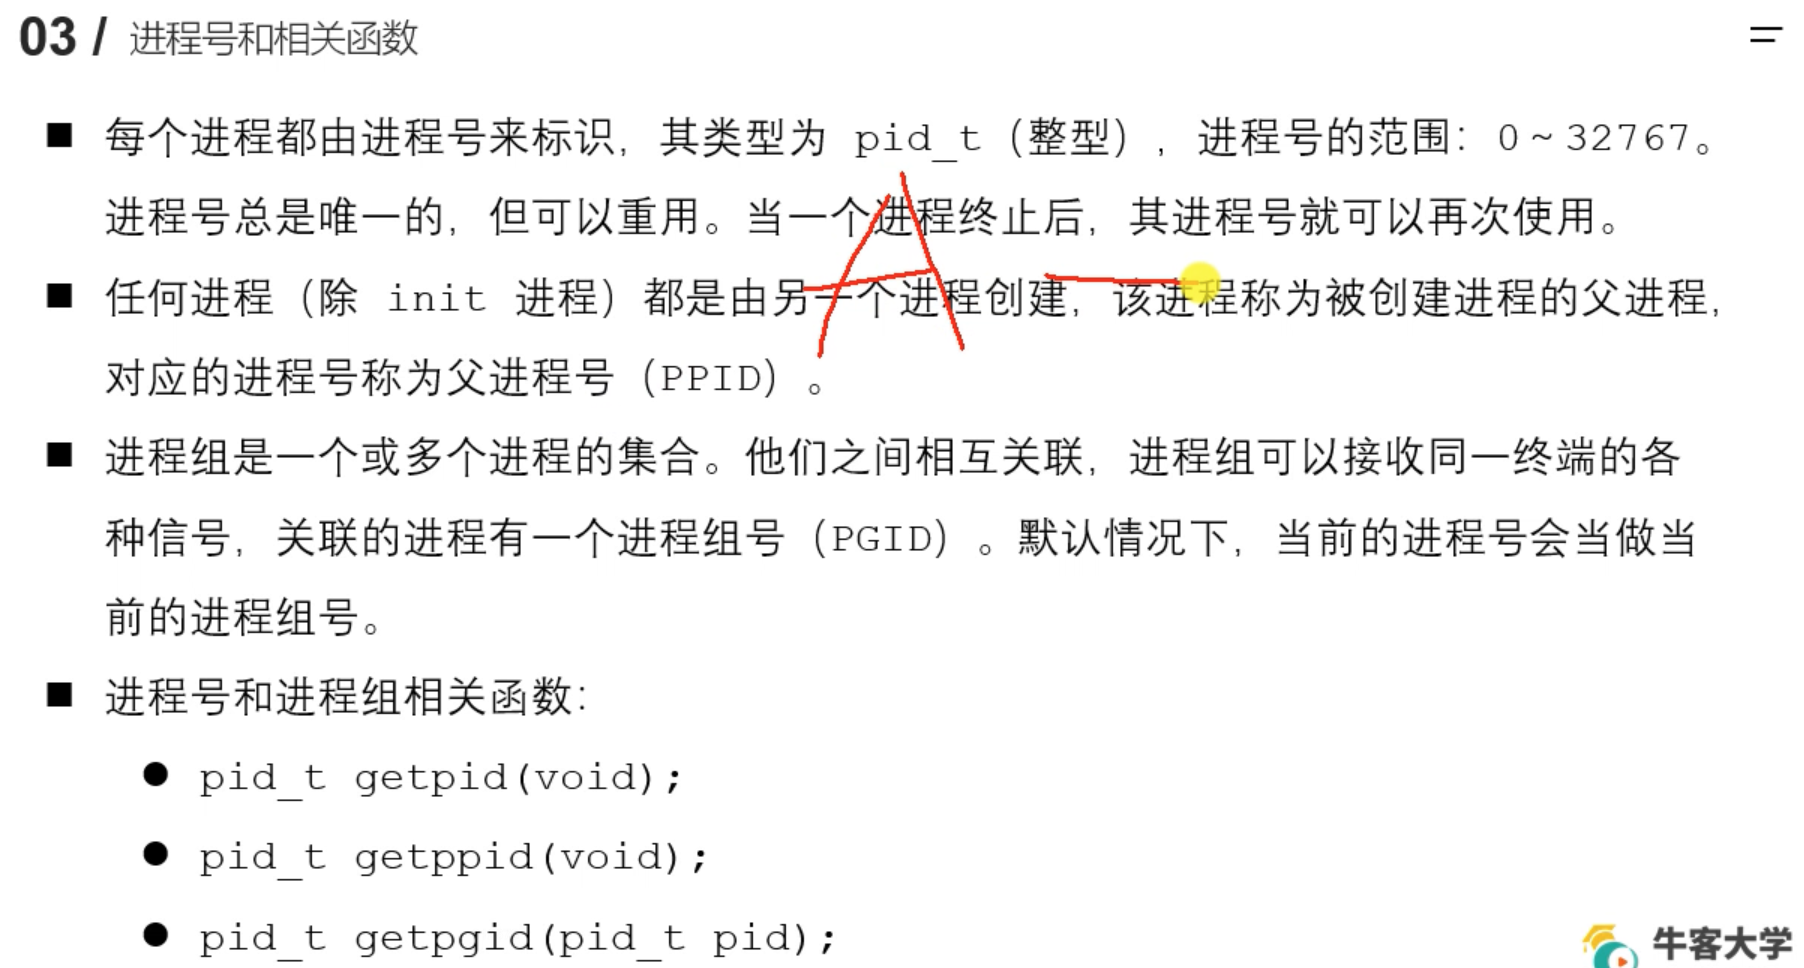 03 / 进程号和相关函数
■ 每个进程都由进程号来标识，其类型为 pid_t（整型），进程号的范围：0～32767。
进程号总是唯一的，但可以重用。当一个进程终止后，其进程号就可以再次使用。
■ 任何进程（除 init 进程）都是由另一个进程创建，该进程称为被创建进程的父进程，
对应的进程号称为父进程号（PPID）。
■ 进程组是一个或多个进程的集合。他们之间相互关联，进程组可以接收同一终端的各
种信号，关联的进程有一个进程组号（PGID）。默认情况下，当前的进程号会当做当
前的进程组号。
■ 进程号和进程组相关函数：
● pid_t getpid(void);
● pid_t getppid(void);
● pid_t getpgid(pid_t pid);
A
牛客大学